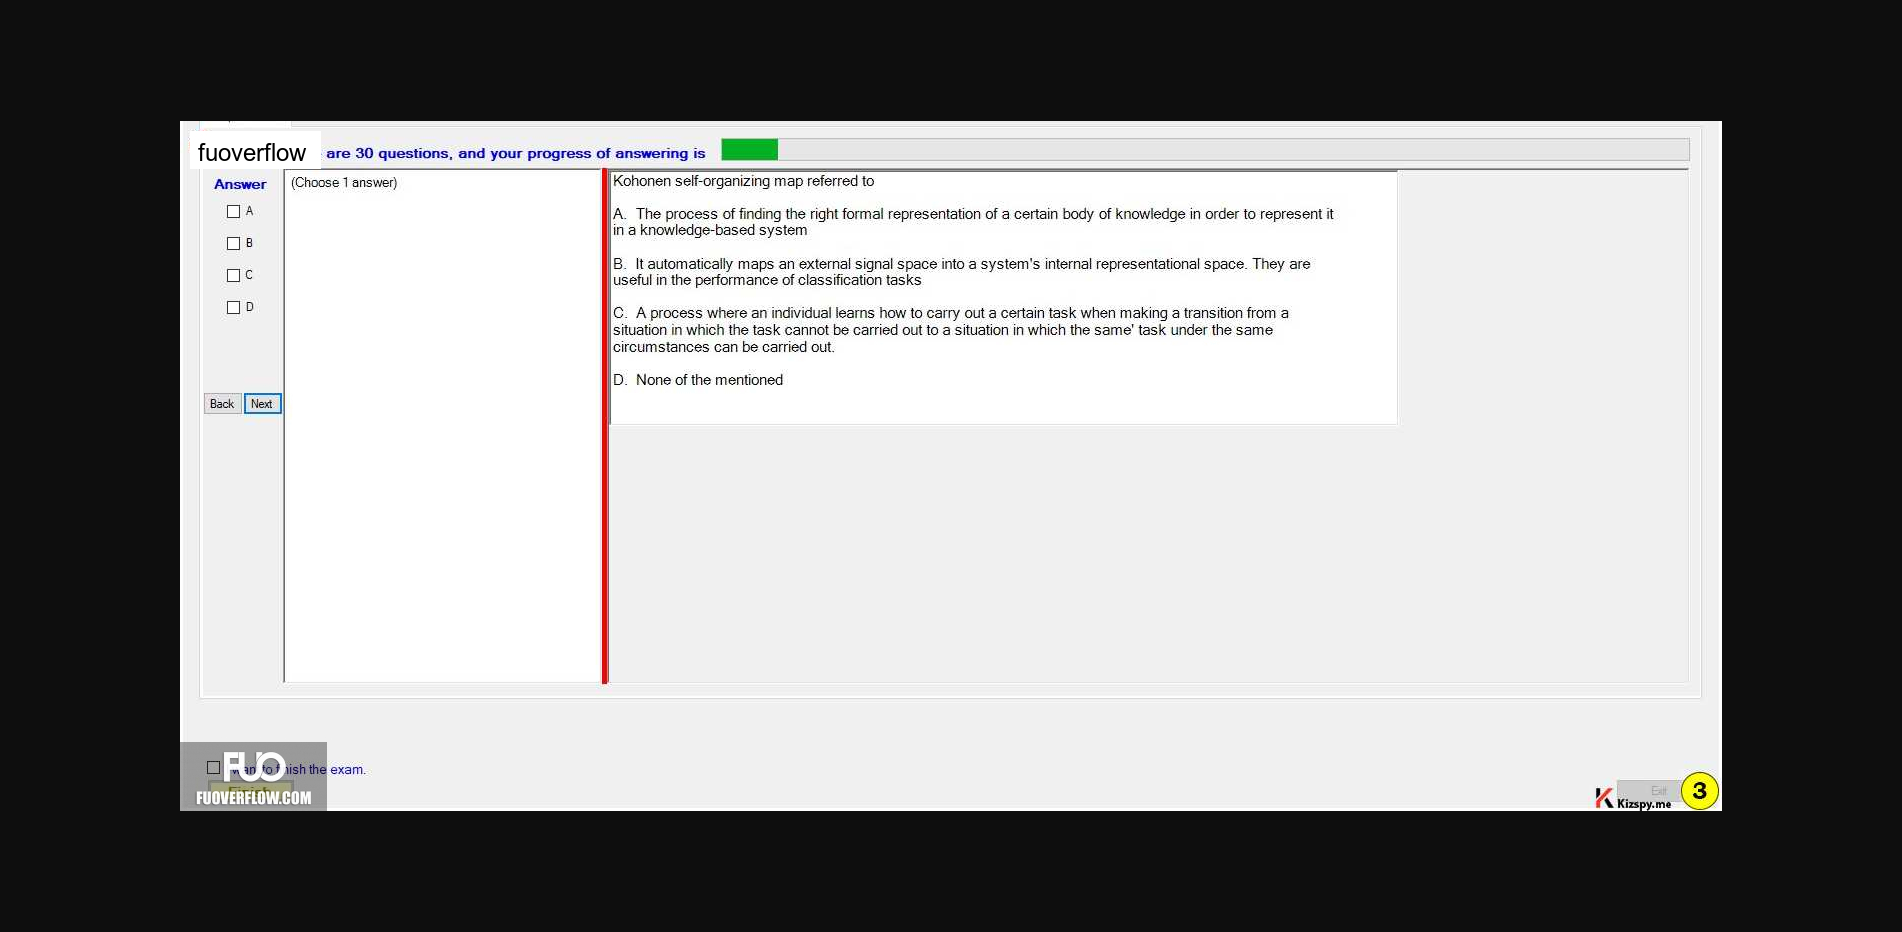 fuoverflow are 30 questions, and your progress of answering is
Answer
(Choose 1 answer)
A
B
C
D
Back Next
Kohonen self-organizing map referred to
A. The process of finding the right formal representation of a certain body of knowledge in order to represent it
in a knowledge-based system
B. It automatically maps an external signal space into a system's internal representational space. They are
useful in the performance of classification tasks
C. A process where an individual learns how to carry out a certain task when making a transition from a
situation in which the task cannot be carried out to a situation in which the same' task under the same
circumstances can be carried out.
D. None of the mentioned
want to finish the exam.
Finish
FUO
FUOVERFLOW.COM
Exit
Kizspy.me
3